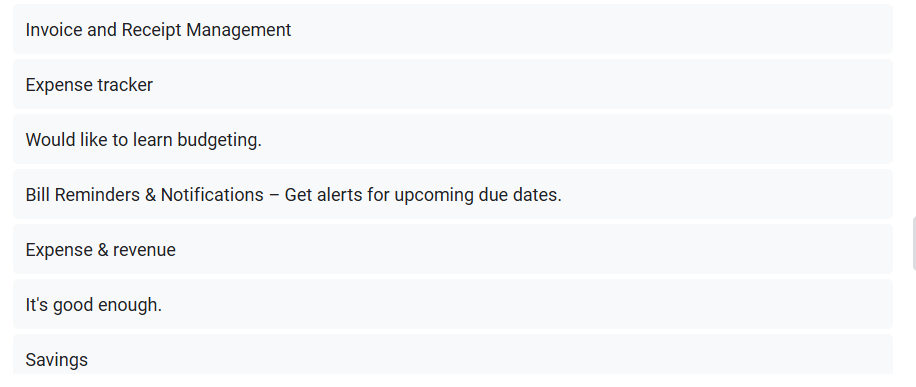 Invoice and Receipt Management
Expense tracker
Would like to learn budgeting.
Bill Reminders & Notifications – Get alerts for upcoming due dates.
Expense & revenue
It's good enough.
Savings